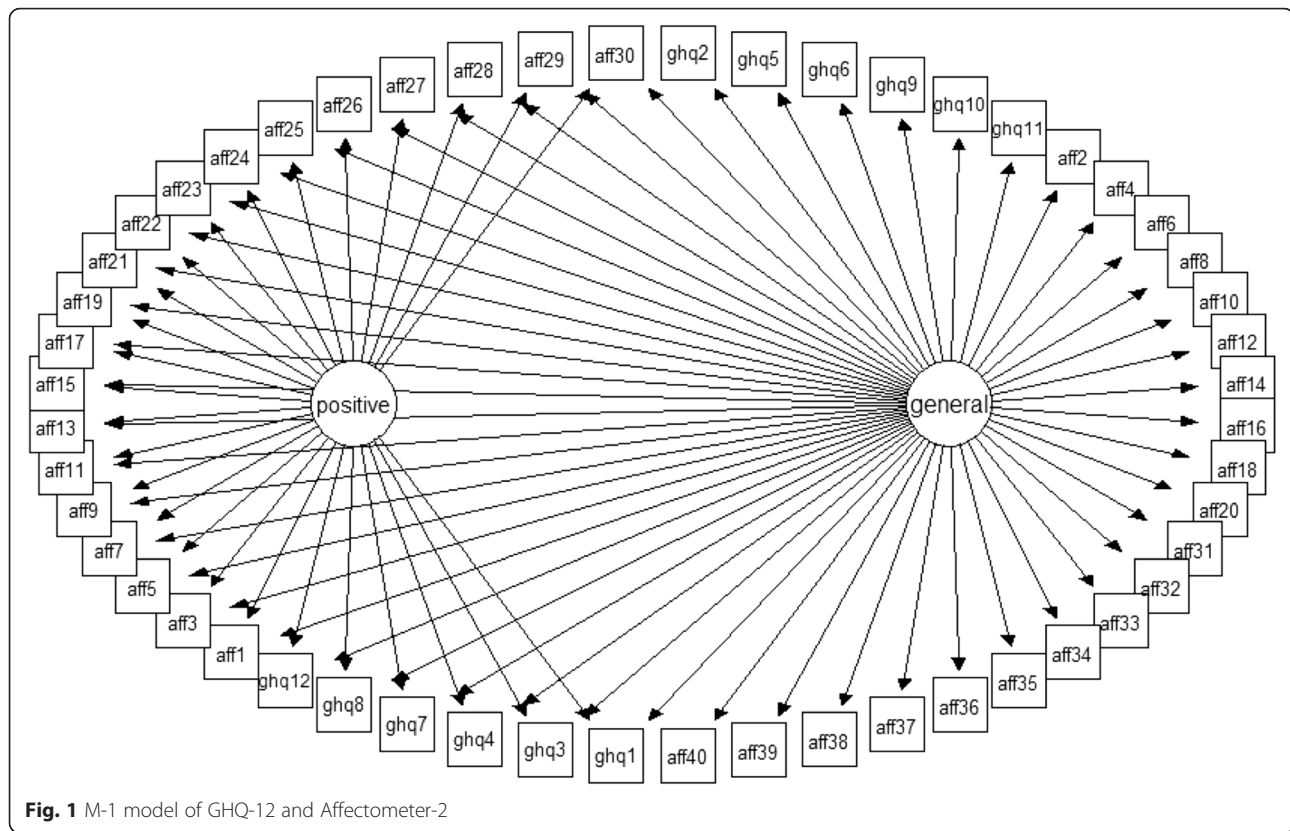 aff30
ghq2
aff29
ghq5
aff28
ghq6
aff27
ghq9
aff26
ghq10
aff25
ghq11
aff24
aff2
aff23
aff4
aff22
aff6
aff21
aff8
aff19
aff10
aff17
aff12
aff15
aff14
positive
general
aff13
aff16
aff11
aff18
aff9
aff20
aff7
aff31
aff5
aff32
aff3
aff33
aff1
aff34
ghq12
aff35
ghq8
aff36
ghq7
aff37
ghq4
aff38
ghq3
aff39
ghq1
aff40
Fig. 1 M-1 model of GHQ-12 and Affectometer-2